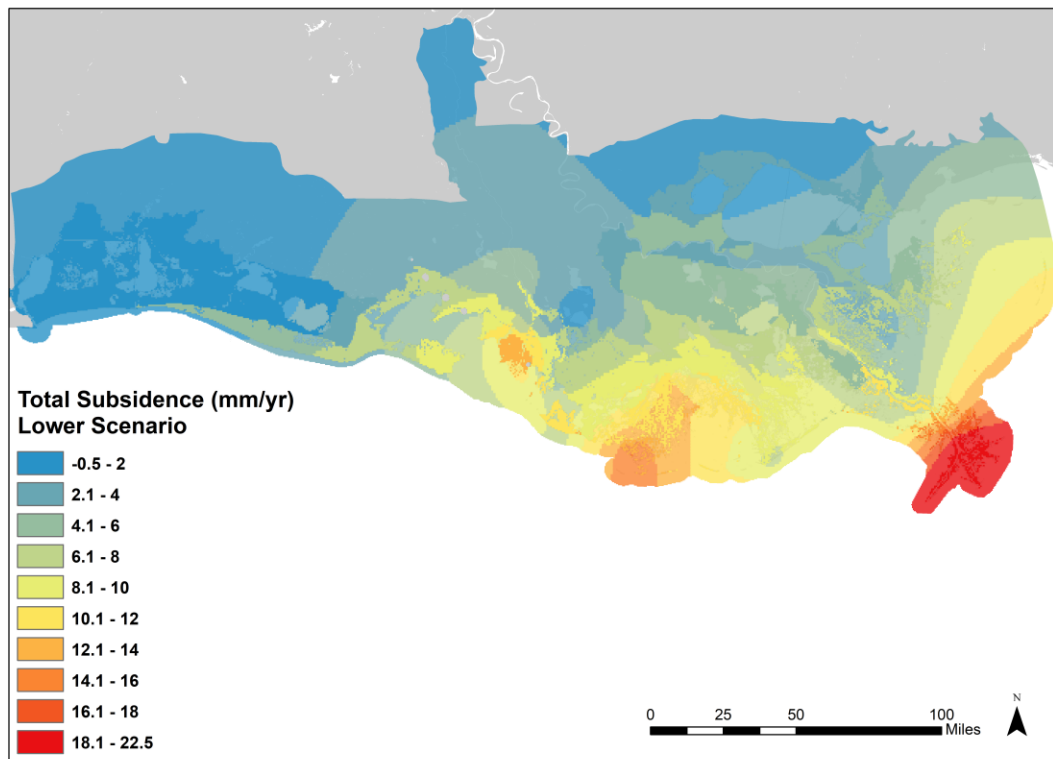 Total Subsidence (mm/yr)
Lower Scenario
-0.5 - 2
2.1 - 4
4.1 - 6
6.1 - 8
8.1 - 10
10.1 - 12
12.1 - 14
14.1 - 16
16.1 - 18
18.1 - 22.5
N
0 25 50 100
Miles